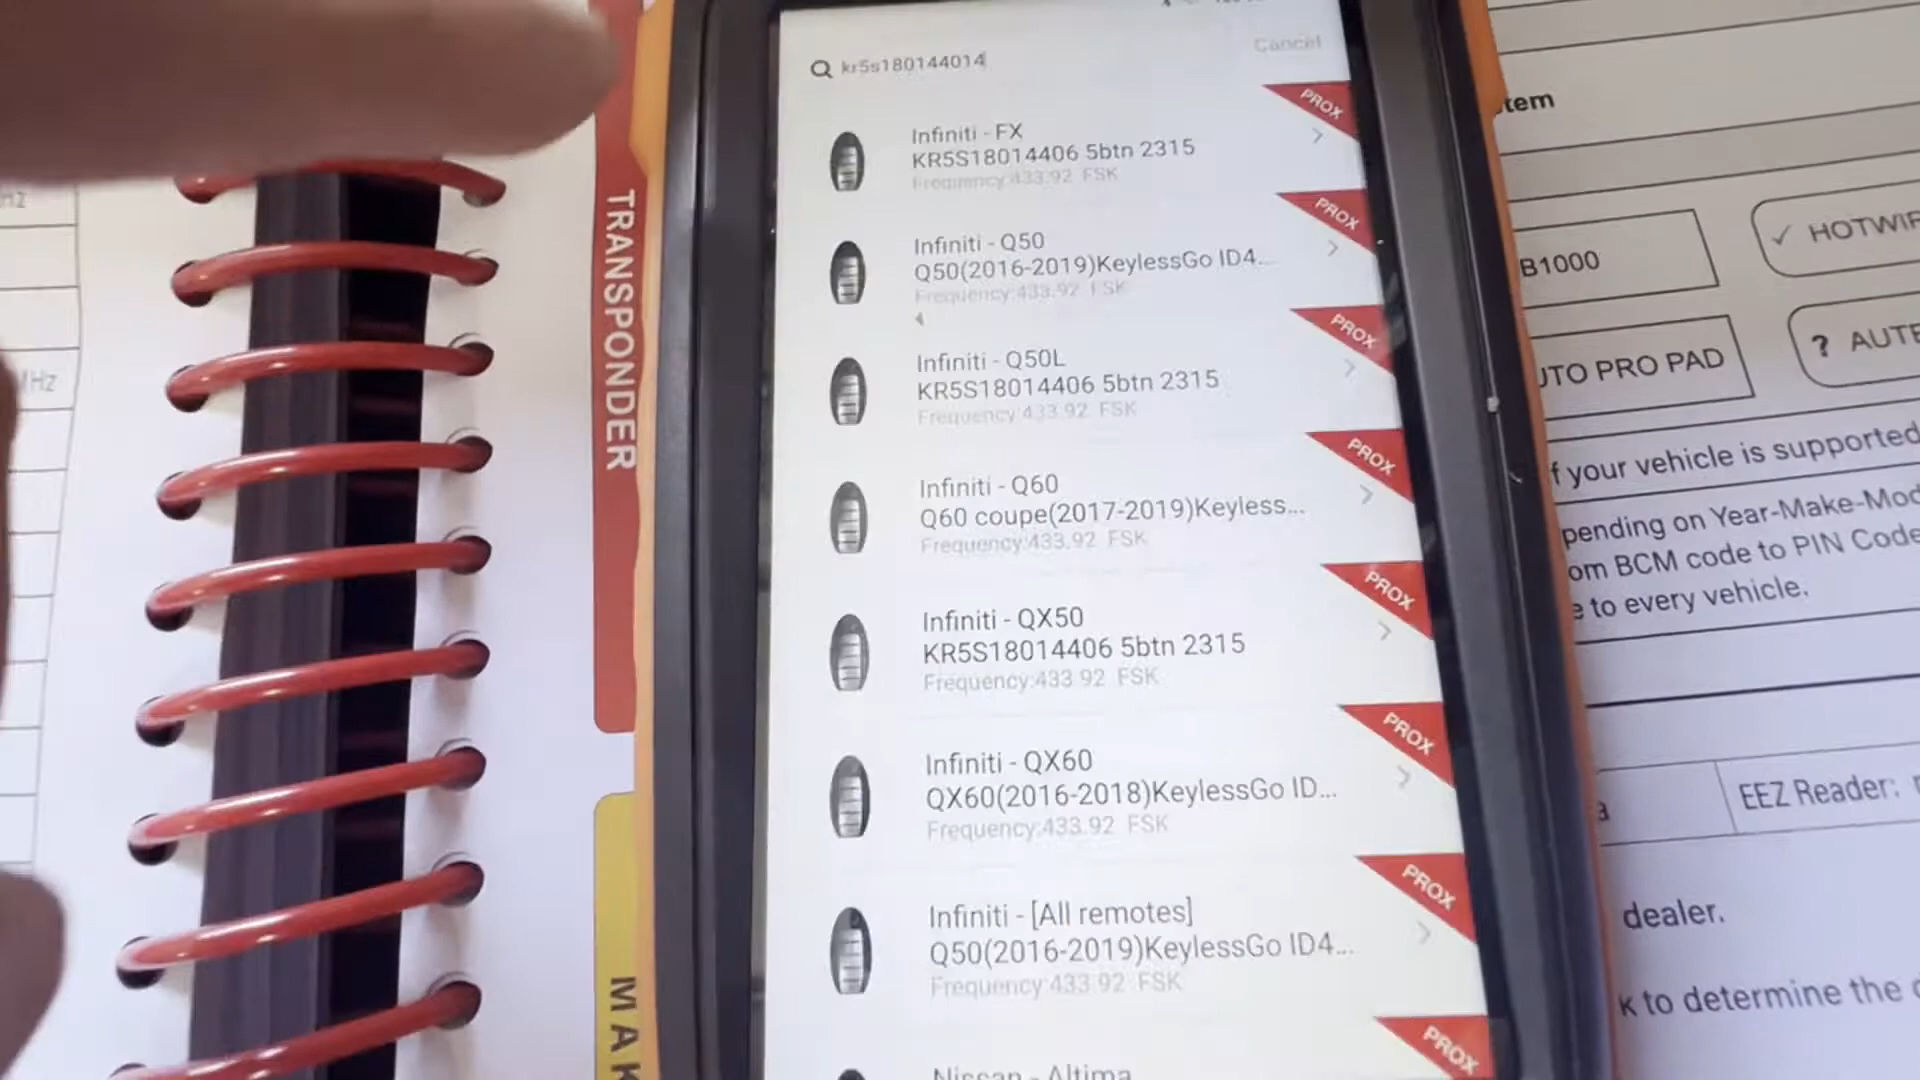 kr5s180144014
Cancel
PROX
Infiniti - FX
KR5S18014406 5btn 2315
Frequency:433.92 FSK
PROX
Infiniti - Q50
Q50(2016-2019)KeylessGo ID4...
Frequency:433.92 FSK
PROX
Infiniti - Q50L
KR5S18014406 5btn 2315
Frequency:433.92 FSK
PROX
Infiniti - Q60
Q60 coupe(2017-2019)Keyless...
Frequency:433.92 FSK
PROX
Infiniti - QX50
KR5S18014406 5btn 2315
Frequency:433.92 FSK
PROX
Infiniti - QX60
QX60(2016-2018)KeylessGo ID...
Frequency:433.92 FSK
PROX
Infiniti - [All remotes]
Q50(2016-2019)KeylessGo ID4...
Frequency:433.92 FSK
PROX
Nissan - Altima
TRANSPONDER
MAK
Hz
MHz
tem
B1000
✓ HOTWIR
UTO PRO PAD
? AUTE
f your vehicle is supported
pending on Year-Make-Mod
om BCM code to PIN Code
e to every vehicle.
a
EEZ Reader:
dealer.
k to determine the